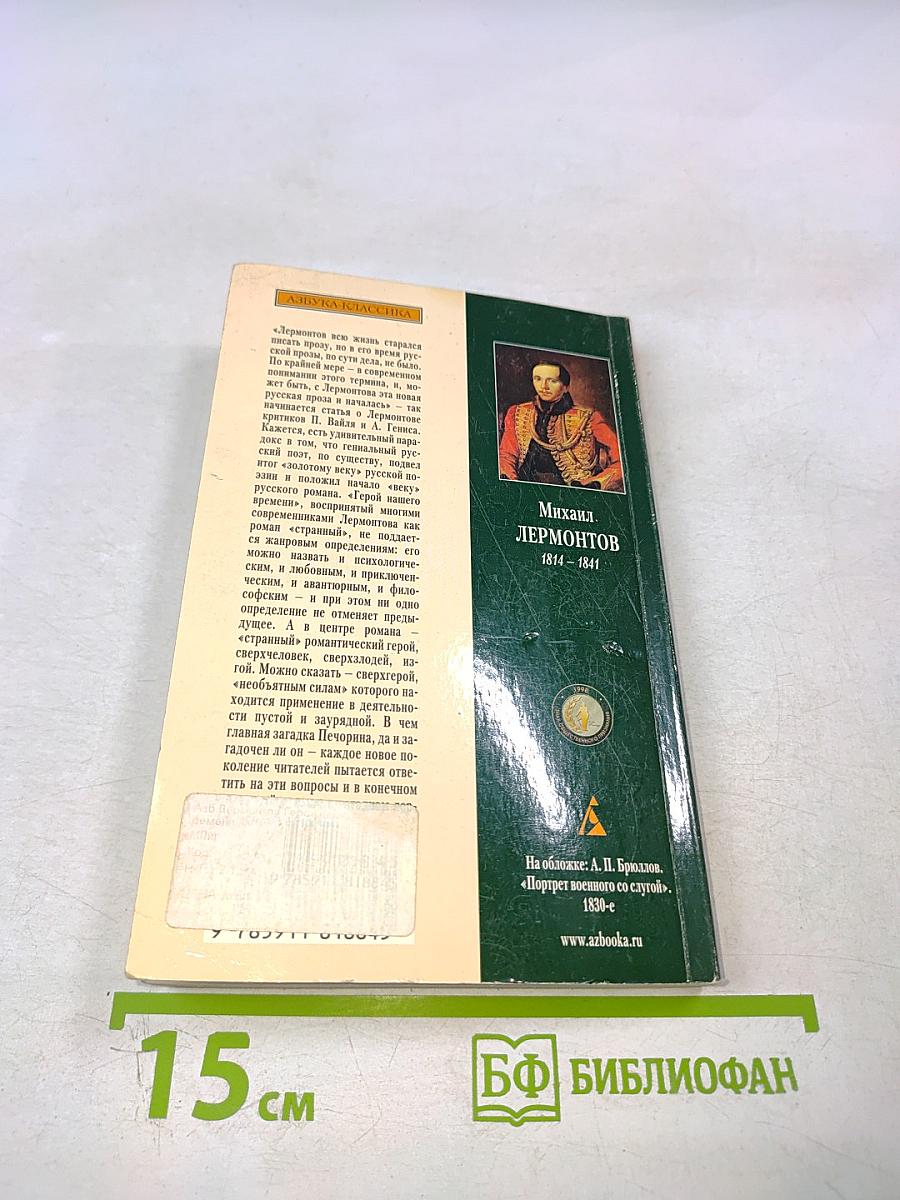 АЗБУКА-КЛАССИКА
«Лермонтов всю жизнь старался
писать прозу, но в его время рус-
ской прозы, по сути дела, не было.
По крайней мере – в современном
понимании этого термина, и, мо-
жет быть, с Лермонтова эта новая
русская проза и началась» – так
начинается статья о Лермонтове
критиков П. Вайля и А. Гениса.
Кажется, есть удивительный пара-
докс в том, что гениальный рус-
ский поэт, по существу, подвел
итог «золотому веку» русской по-
эзии и положил начало «веку»
русского романа. «Герой нашего
времени», воспринятый многими
современниками Лермонтова как
роман «странный», не поддает-
ся жанровым определениям: его
можно назвать и психологиче-
ским, и любовным, и приключен-
ческим, и авантюрным, и фило-
софским – и при этом ни одно
определение не отменяет преды-
дущее. А в центре романа –
«странный» романтический герой,
сверхчеловек, сверхзлодей, из-
гой. Можно сказать – сверхгерой,
«необъятным силам» которого на-
ходится применение в деятельно-
сти пустой и заурядной. В чем
главная загадка Печорина, да и за-
гадочен ли он – каждое новое по-
коление читателей пытается отве-
тить на эти вопросы и в конечном
Михаил
ЛЕРМОНТОВ
1814 – 1841
1998
На обложке: А. П. Брюллов.
«Портрет военного со слугой».
1830-е
www.azbooka.ru
15 см
БФ БИБЛИОФАН